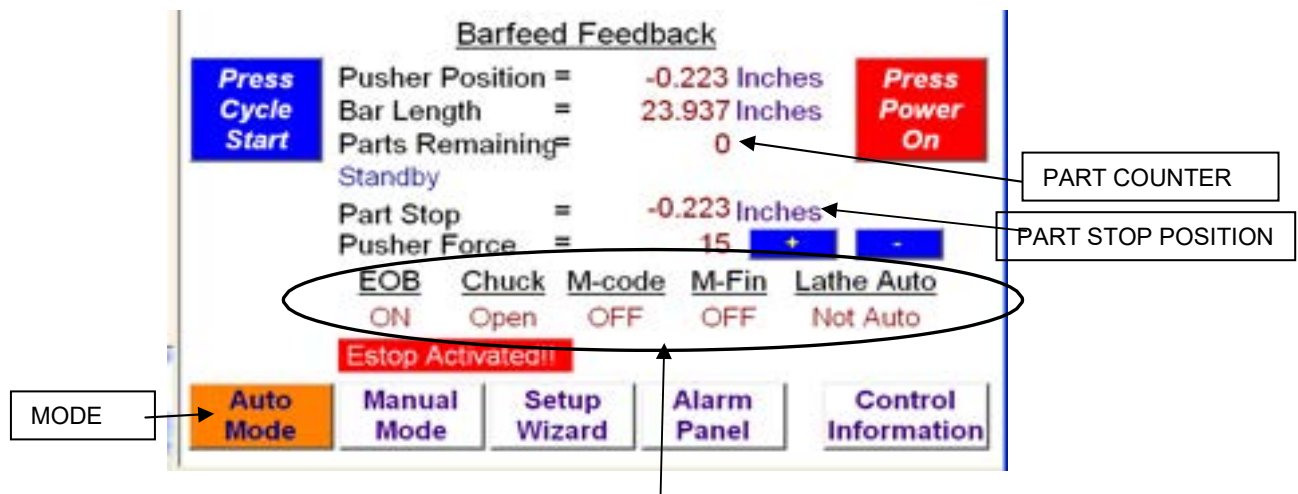 Barfeed Feedback
Press
Cycle
Start
Pusher Position = -0.223 Inches
Bar Length = 23.937 Inches
Parts Remaining= 0
Standby
Part Stop = -0.223 Inches
Pusher Force = 15 + -
Press
Power
On
PART COUNTER
PART STOP POSITION
EOB Chuck M-code M-Fin Lathe Auto
ON Open OFF OFF Not Auto
Estop Activated!!
MODE
Auto
Mode
Manual
Mode
Setup
Wizard
Alarm
Panel
Control
Information